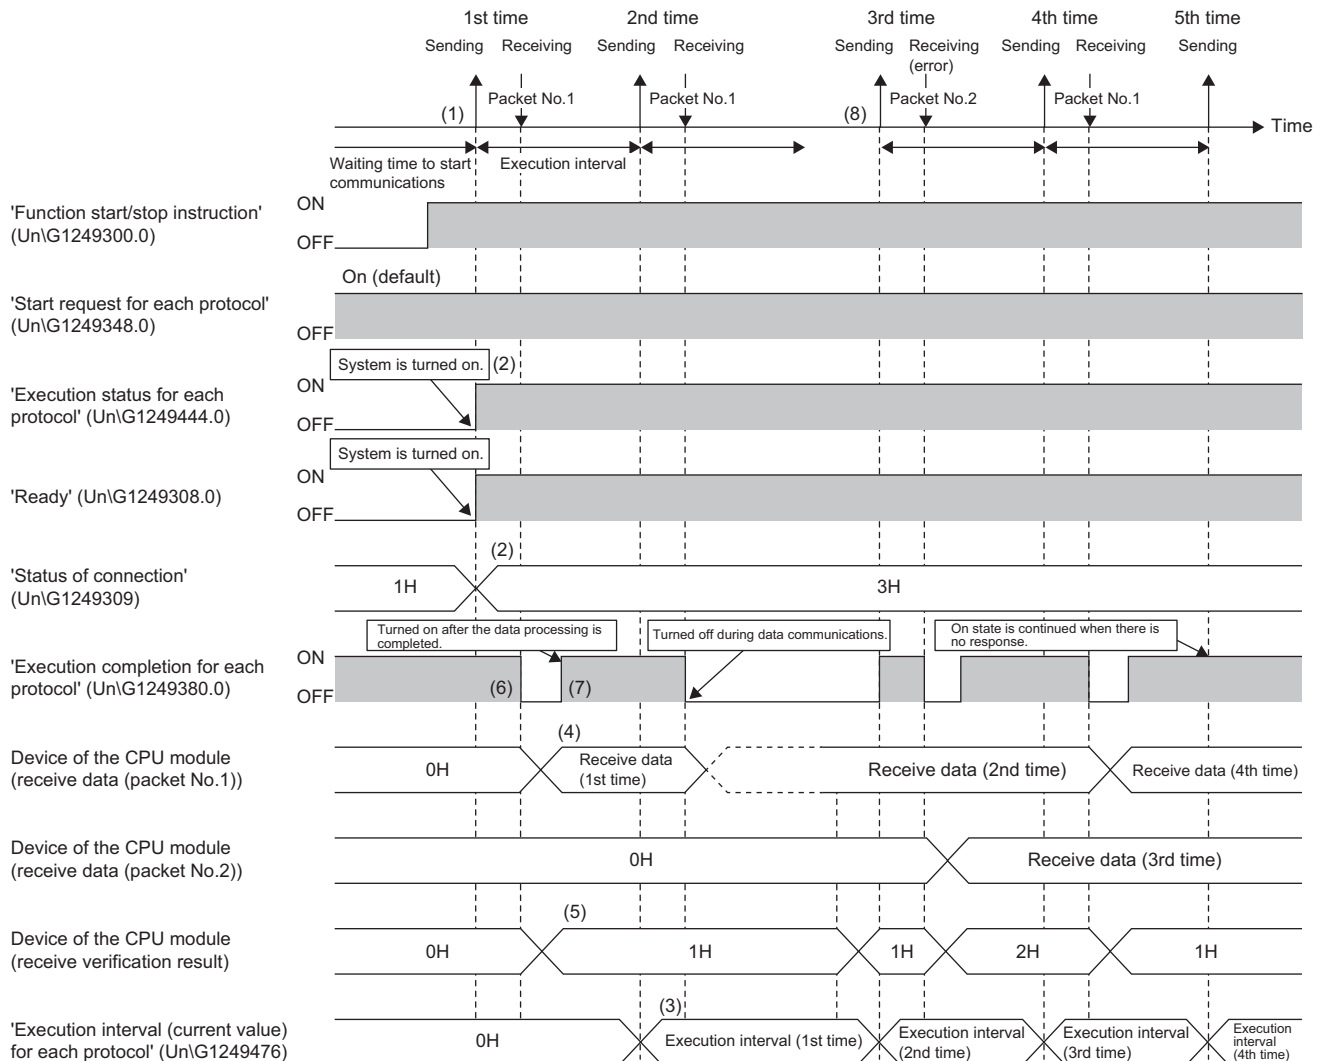 1st time 2nd time 3rd time 4th time 5th time
Sending Receiving Sending Receiving Sending Receiving Sending Receiving Sending
(error)
Packet No.1 Packet No.1 Packet No.2 Packet No.1
(1) (8)
Time
Waiting time to start Execution interval
communications
'Function start/stop instruction'
(Un\G1249300.0)
ON
OFF
On (default)
'Start request for each protocol'
(Un\G1249348.0)
OFF
System is turned on. (2)
'Execution status for each
protocol' (Un\G1249444.0)
ON
OFF
System is turned on.
'Ready' (Un\G1249308.0)
ON
OFF
(2)
'Status of connection'
(Un\G1249309)
1H 3H
Turned on after the data processing is
completed.
Turned off during data communications.
On state is continued when there is
no response.
'Execution completion for each
protocol' (Un\G1249380.0)
ON
OFF
(6) (7)
(4)
Device of the CPU module
(receive data (packet No.1))
0H
Receive data
(1st time)
Receive data (2nd time)
Receive data (4th time)
Device of the CPU module
(receive data (packet No.2))
0H Receive data (3rd time)
(5)
Device of the CPU module
(receive verification result)
0H 1H 1H 2H 1H
(3)
'Execution interval (current value)
for each protocol' (Un\G1249476)
0H
Execution interval (1st time)
Execution interval
(2nd time)
Execution interval
(3rd time)
Execution
interval
(4th time)